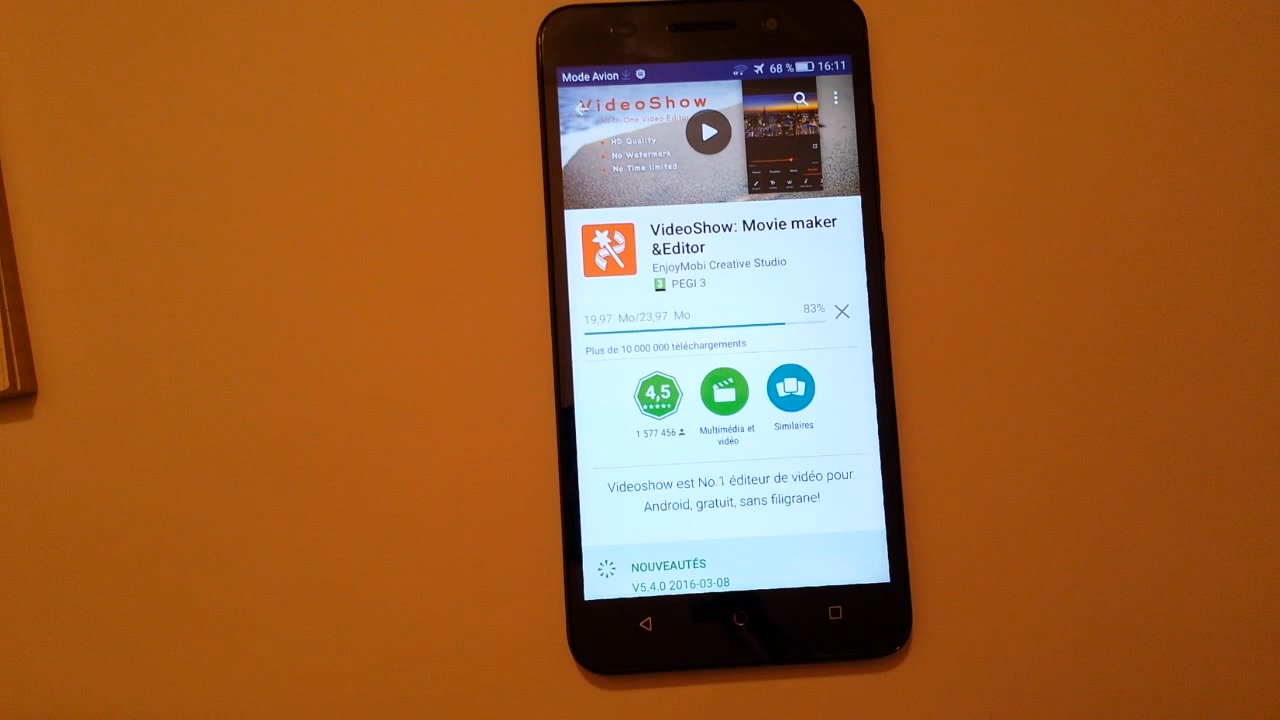 Mode Avion 68 % 16:11
VideoShow
All-In-One Video Editor
HD Quality
No Watermark
No Time limited
VideoShow: Movie maker
&Editor
EnjoyMobi Creative Studio
3 PEGI 3
19,97 Mo/23,97 Mo 83%
Plus de 10 000 000 téléchargements
4,5
1 577 456
Multimédia et
vidéo
Similaires
Videoshow est No.1 éditeur de vidéo pour
Android, gratuit, sans filigrane!
NOUVEAUTÉS
V5.4.0 2016-03-08